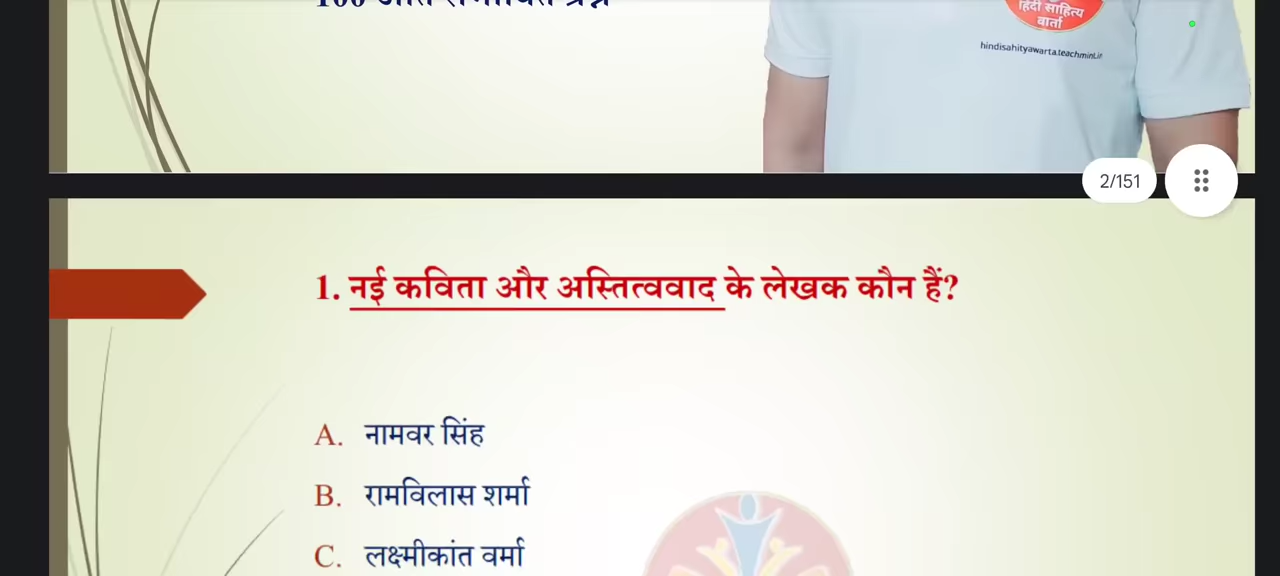 हिंदी साहित्य
वार्ता
hindisahityawarta.teachmint.in
2/151
1. नई कविता और अस्तित्ववाद के लेखक कौन हैं?
A. नामवर सिंह
B. रामविलास शर्मा
C. लक्ष्मीकांत वर्मा